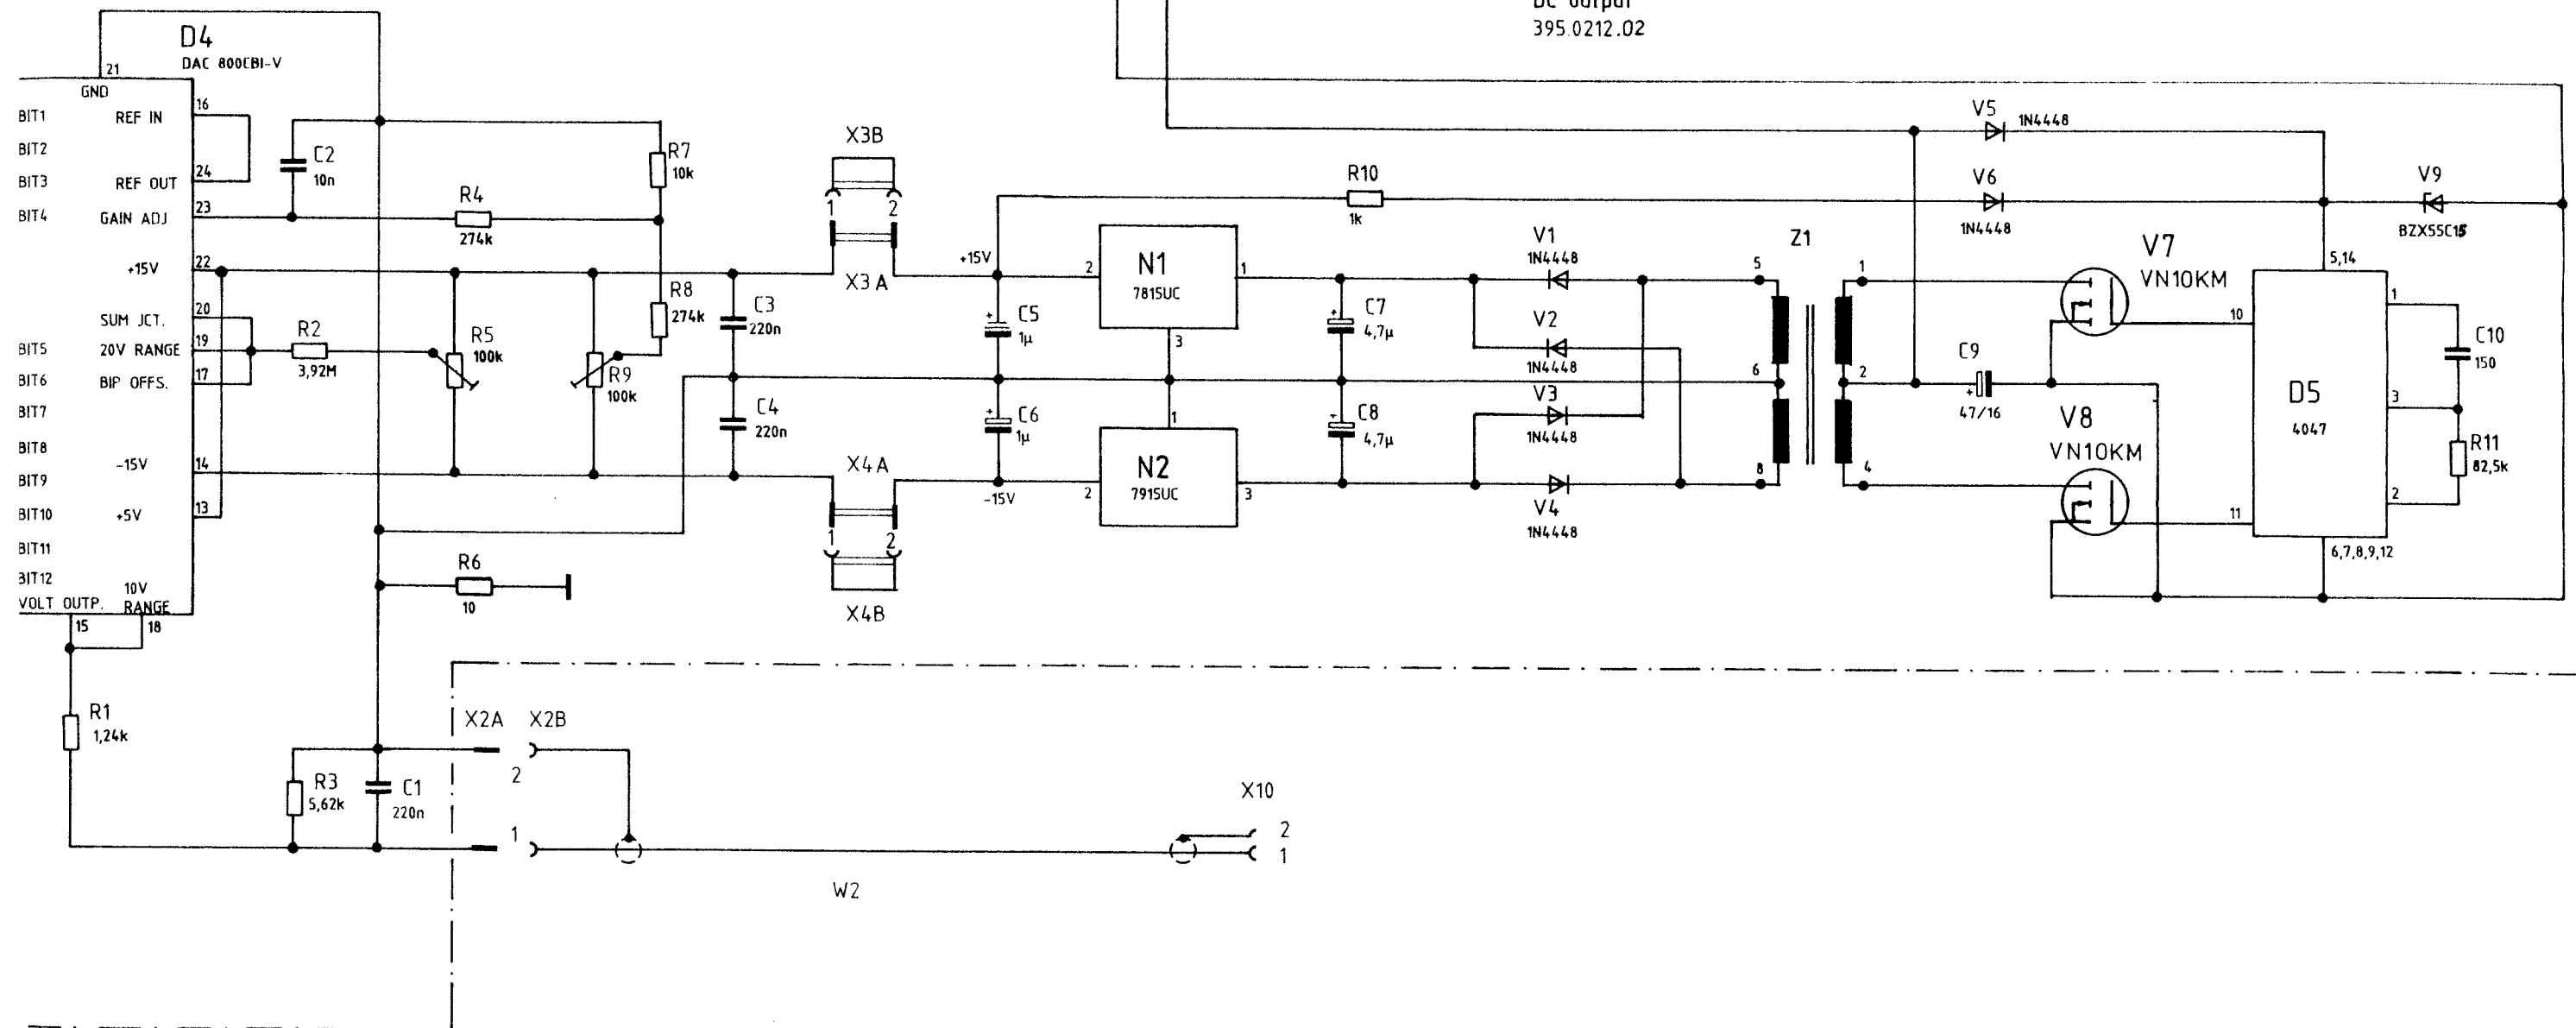 DC output
395.0212.02
D4
DAC 800CBI-V
21
GND
BIT1
REF IN
16
BIT2
BIT3
REF OUT
24
BIT4
GAIN ADJ
23
+15V
22
SUM JCT.
20
BIT5
20V RANGE
19
BIT6
BIP OFFS.
17
BIT7
BIT8
-15V
14
BIT9
BIT10
+5V
13
BIT11
BIT12
10V
VOLT OUTP.
RANGE
15
18
C2
10n
R4
274k
R7
10k
R8
274k
R2
3,92M
R5
100k
R9
100k
C3
220n
C4
220n
R6
10
R1
1,24k
R3
5,62k
C1
220n
X3B
1
2
X3A
X4A
1
2
X4B
+15V
-15V
C5
+
1µ
C6
+
1µ
N1
7815UC
2
1
3
N2
7915UC
1
2
3
R10
1k
C7
+
4,7µ
C8
+
4,7µ
V1
1N4448
V2
1N4448
V3
1N4448
V4
1N4448
Z1
5
6
8
1
2
4
V5
1N4448
V6
1N4448
V9
BZX55C15
C9
+
47/16
V7
VN10KM
V8
VN10KM
D5
4047
5,14
10
11
1
3
2
6,7,8,9,12
C10
150
R11
82,5k
X2A
X2B
2
1
W2
X10
2
1